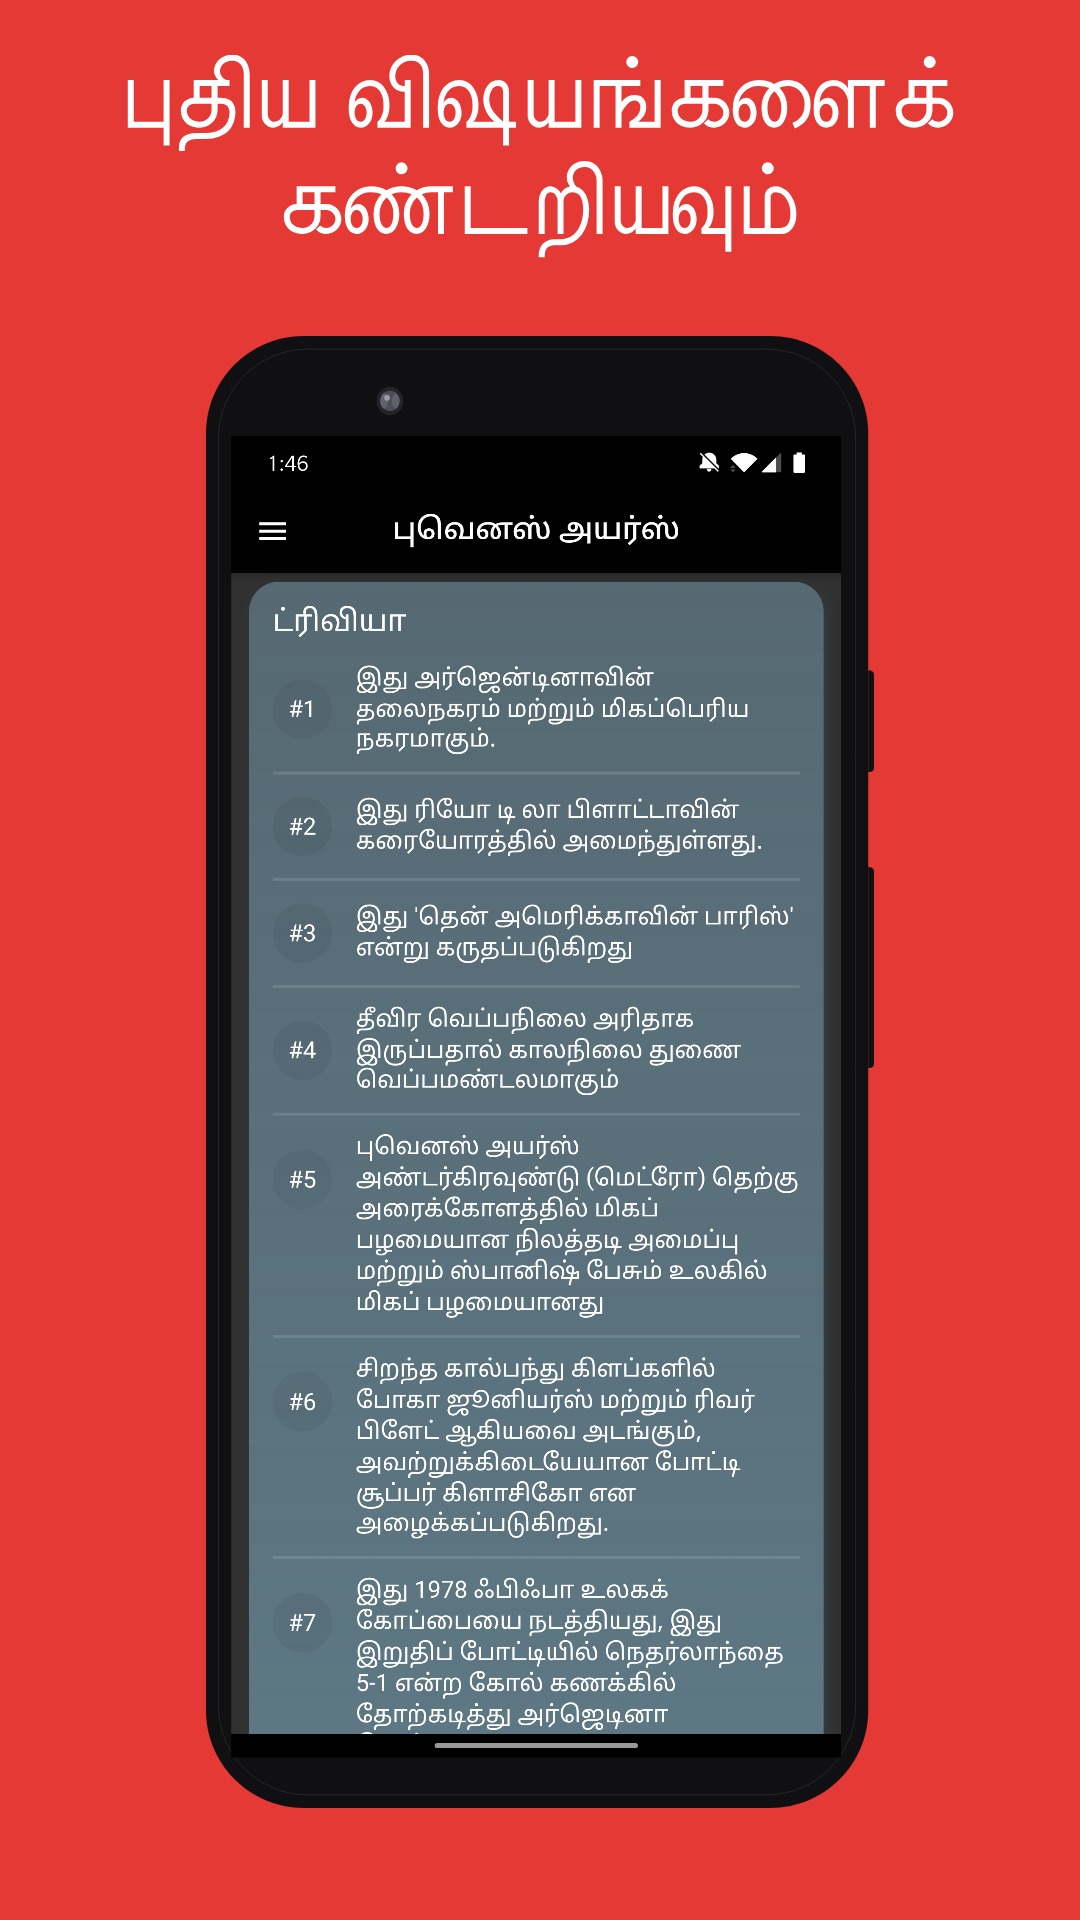 புதிய விஷயங்களைக்
கண்டறியவும்
1:46
புவெனஸ் அயர்ஸ்
ட்ரிவியா
#1
இது அர்ஜென்டினாவின்
தலைநகரம் மற்றும் மிகப்பெரிய
நகரமாகும்.
#2
இது ரியோ டி லா பிளாட்டாவின்
கரையோரத்தில் அமைந்துள்ளது.
#3
இது 'தென் அமெரிக்காவின் பாரிஸ்'
என்று கருதப்படுகிறது
#4
தீவிர வெப்பநிலை அரிதாக
இருப்பதால் காலநிலை துணை
வெப்பமண்டலமாகும்
#5
புவெனஸ் அயர்ஸ்
அண்டர்கிரவுண்டு (மெட்ரோ) தெற்கு
அரைக்கோளத்தில் மிகப்
பழமையான நிலத்தடி அமைப்பு
மற்றும் ஸ்பானிஷ் பேசும் உலகில்
மிகப் பழமையானது
#6
சிறந்த கால்பந்து கிளப்களில்
போகா ஜூனியர்ஸ் மற்றும் ரிவர்
பிளேட் ஆகியவை அடங்கும்,
அவற்றுக்கிடையேயான போட்டி
சூப்பர் கிளாசிகோ என
அழைக்கப்படுகிறது.
#7
இது 1978 ஃபிஃபா உலகக்
கோப்பையை நடத்தியது, இது
இறுதிப் போட்டியில் நெதர்லாந்தை
5-1 என்ற கோல் கணக்கில்
தோற்கடித்து அர்ஜெடினா